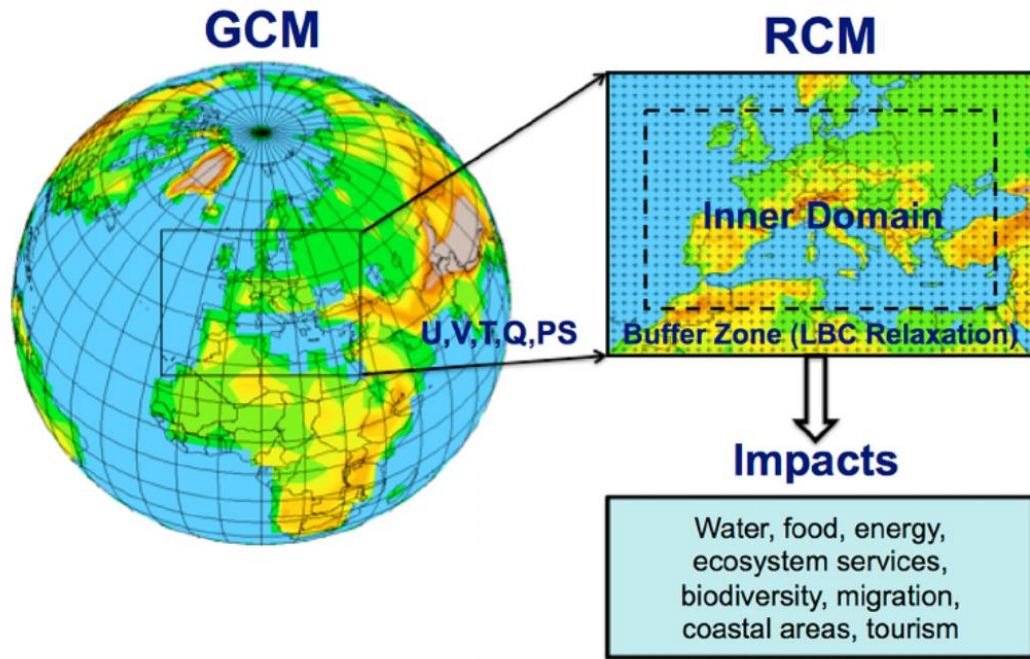 GCM
RCM
Inner Domain
U,V,T,Q,PS
Buffer Zone (LBC Relaxation)
Impacts
Water, food, energy,
ecosystem services,
biodiversity, migration,
coastal areas, tourism